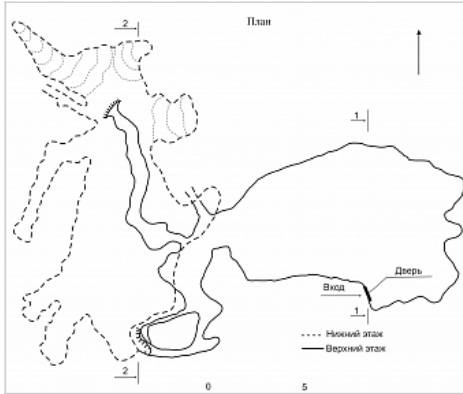 План
2
1
Дверь
Вход
1
Нижний этаж
Верхний этаж
2
0 5